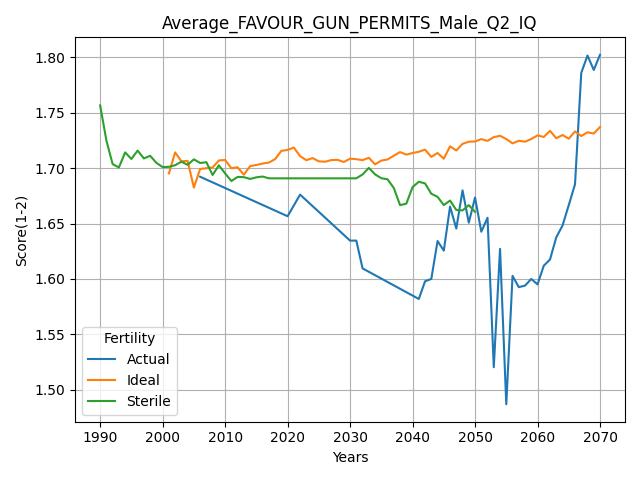 Average_FAVOUR_GUN_PERMITS_Male_Q2_IQ
1.80
1.75
1.70
1.65
1.60
1.55
1.50
Score(1-2)
Fertility
Actual
Ideal
Sterile
1990 2000 2010 2020 2030 2040 2050 2060 2070
Years